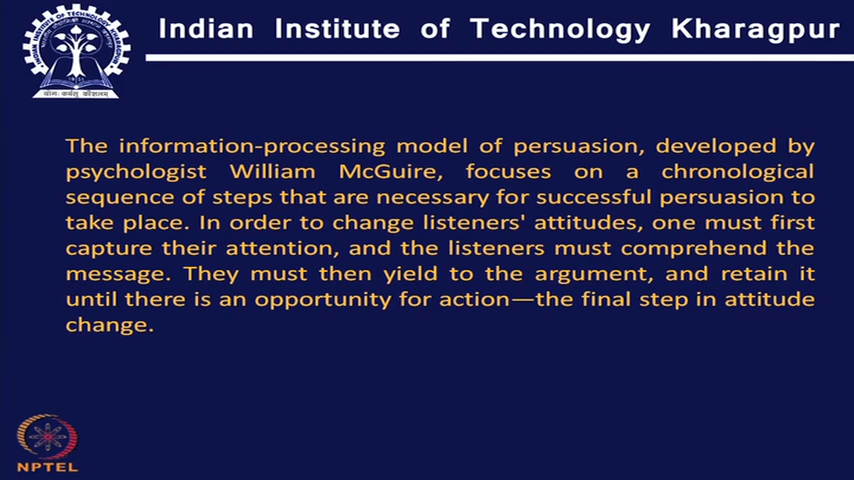 Indian Institute of Technology Kharagpur
The information-processing model of persuasion, developed by
psychologist William McGuire, focuses on a chronological
sequence of steps that are necessary for successful persuasion to
take place. In order to change listeners' attitudes, one must first
capture their attention, and the listeners must comprehend the
message. They must then yield to the argument, and retain it
until there is an opportunity for action—the final step in attitude
change.
NPTEL